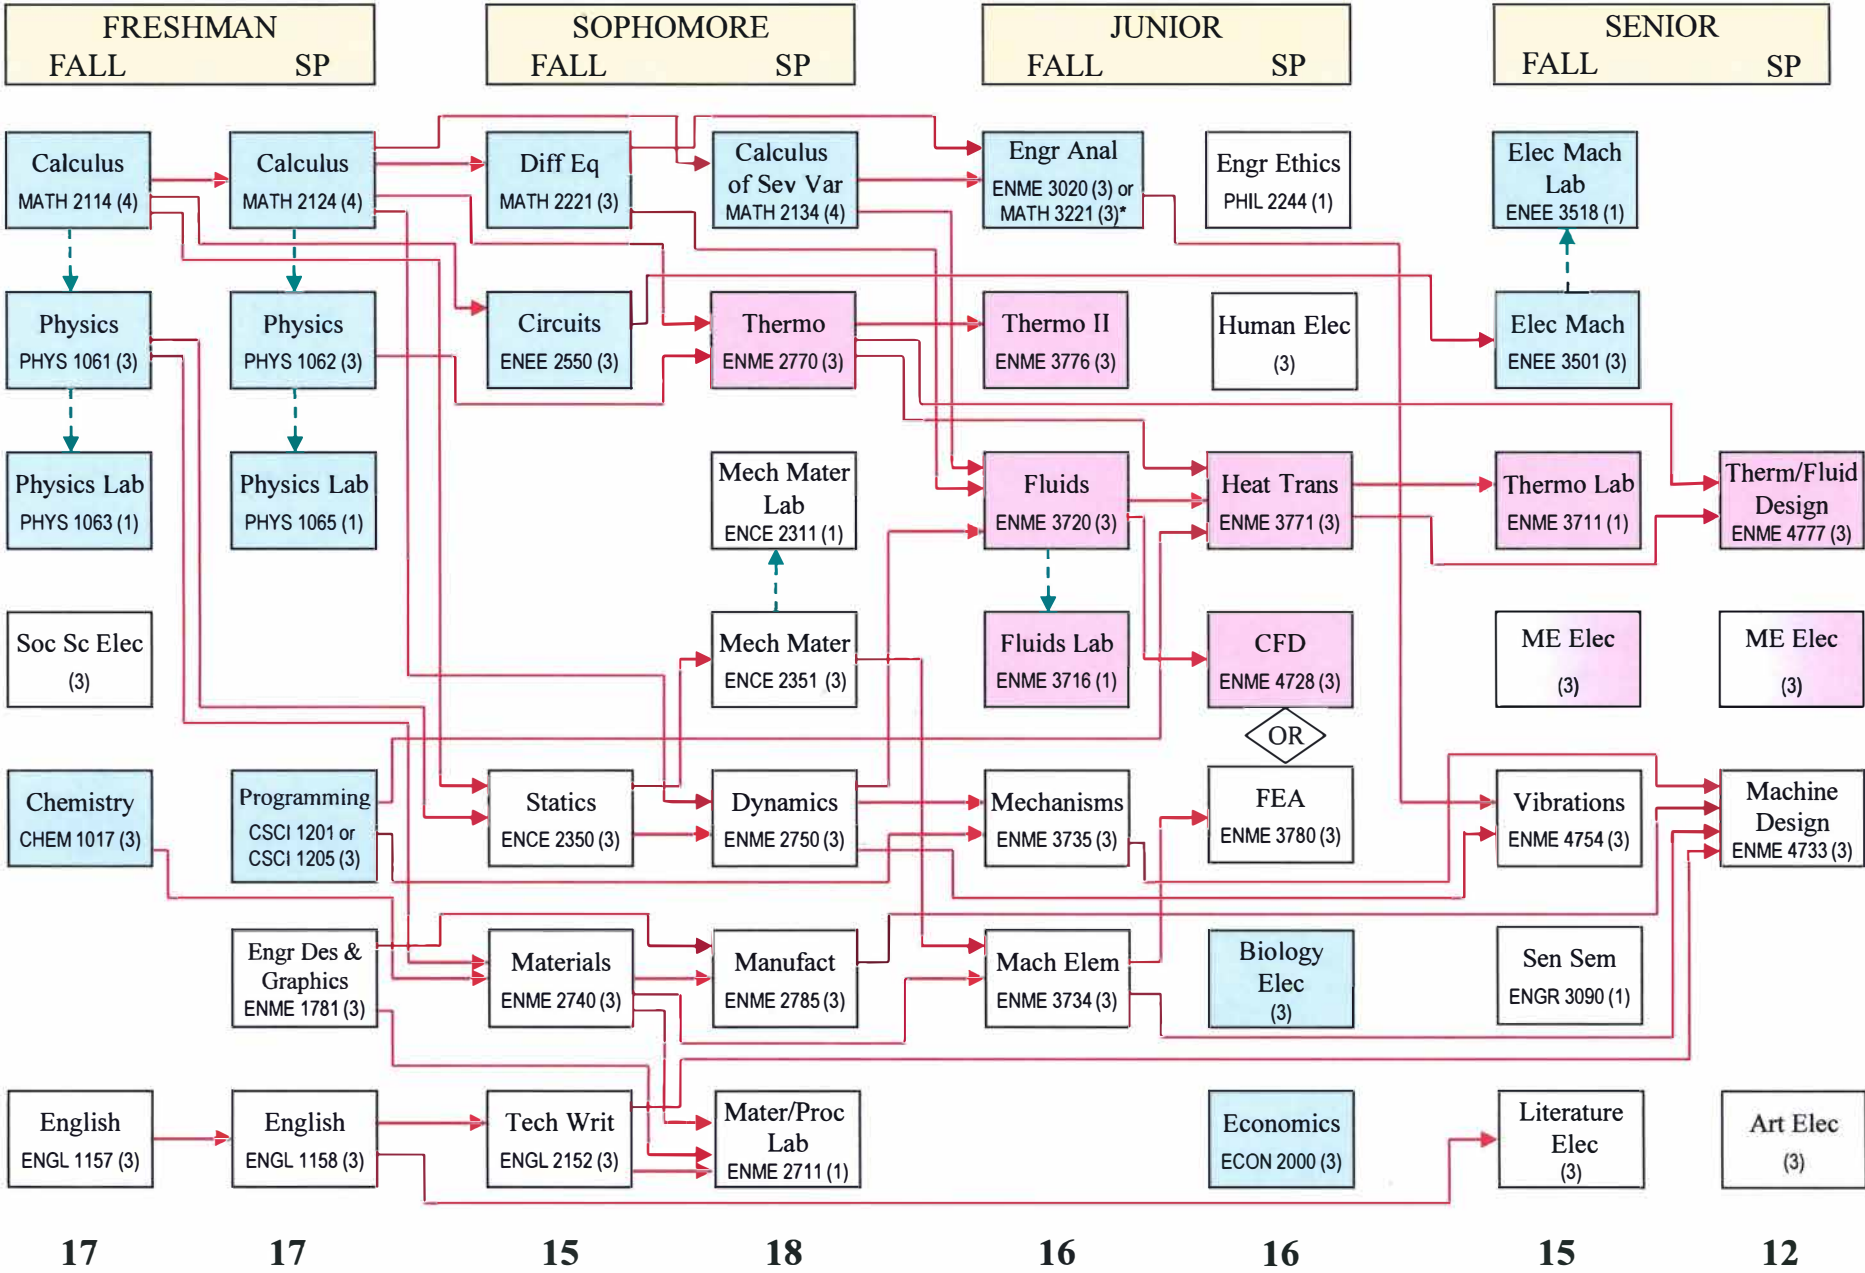 FRESHMAN
FALL SP
SOPHOMORE
FALL SP
JUNIOR
FALL SP
SENIOR
FALL SP
Calculus
MATH 2114 (4)
Calculus
MATH 2124 (4)
Diff Eq
MATH 2221 (3)
Calculus
of Sev Var
MATH 2134 (4)
Engr Anal
ENME 3020 (3) or
MATH 3221 (3)*
Engr Ethics
PHIL 2244 (1)
Elec Mach
Lab
ENEE 3518 (1)
Physics
PHYS 1061 (3)
Physics
PHYS 1062 (3)
Circuits
ENEE 2550 (3)
Thermo
ENME 2770 (3)
Thermo II
ENME 3776 (3)
Human Elec
(3)
Elec Mach
ENEE 3501 (3)
Physics Lab
PHYS 1063 (1)
Physics Lab
PHYS 1065 (1)
Mech Mater
Lab
ENCE 2311 (1)
Fluids
ENME 3720 (3)
Heat Trans
ENME 3771 (3)
Thermo Lab
ENME 3711 (1)
Therm/Fluid
Design
ENME 4777 (3)
Soc Sc Elec
(3)
Mech Mater
ENCE 2351 (3)
Fluids Lab
ENME 3716 (1)
CFD
ENME 4728 (3)
ME Elec
(3)
ME Elec
(3)
OR
Chemistry
CHEM 1017 (3)
Programming
CSCI 1201 or
CSCI 1205 (3)
Statics
ENCE 2350 (3)
Dynamics
ENME 2750 (3)
Mechanisms
ENME 3735 (3)
FEA
ENME 3780 (3)
Vibrations
ENME 4754 (3)
Machine
Design
ENME 4733 (3)
Engr Des &
Graphics
ENME 1781 (3)
Materials
ENME 2740 (3)
Manufact
ENME 2785 (3)
Mach Elem
ENME 3734 (3)
Biology
Elec
(3)
Sen Sem
ENGR 3090 (1)
English
ENGL 1157 (3)
English
ENGL 1158 (3)
Tech Writ
ENGL 2152 (3)
Mater/Proc
Lab
ENME 2711 (1)
Economics
ECON 2000 (3)
Literature
Elec
(3)
Art Elec
(3)
17 17 15 18 16 16 15 12